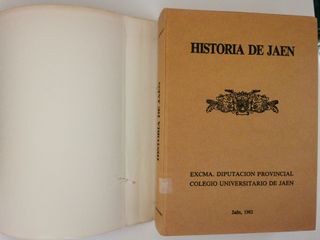 HISTORIA DE JAEN
HISTORIA DE JAEN
EXCMA. DIPUTACION PROVINCIAL
COLEGIO UNIVERSITARIO DE JAEN
Jaén, 1982